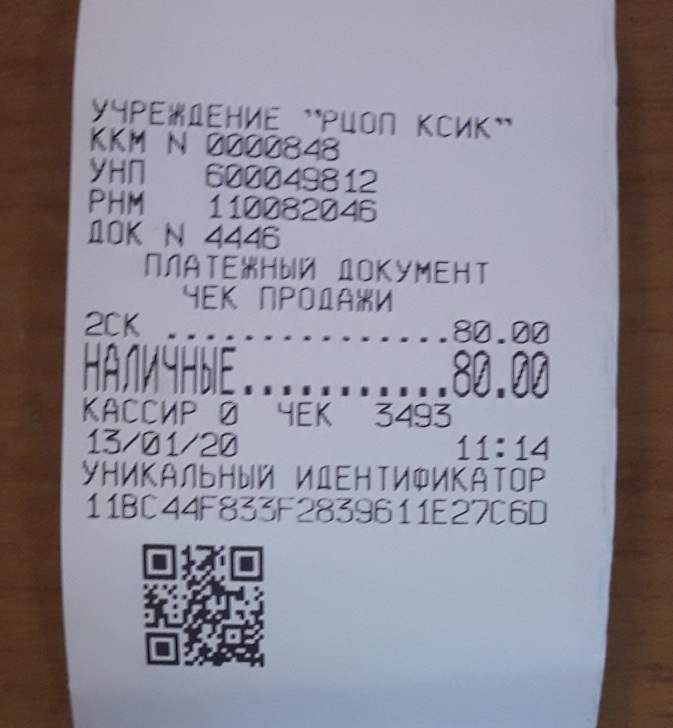 УЧРЕЖДЕНИЕ "РЦОП КСИК"
ККМ N 0000848
УНП 600049812
РНМ 110082046
ДОК N 4446
ПЛАТЕЖНЫЙ ДОКУМЕНТ
ЧЕК ПРОДАЖИ
2СК ...............80.00
НАЛИЧНЫЕ...........80.00
КАССИР 0 ЧЕК 3493
13/01/20 11:14
УНИКАЛЬНЫЙ ИДЕНТИФИКАТОР
11BC44F833F2839611E27C6D